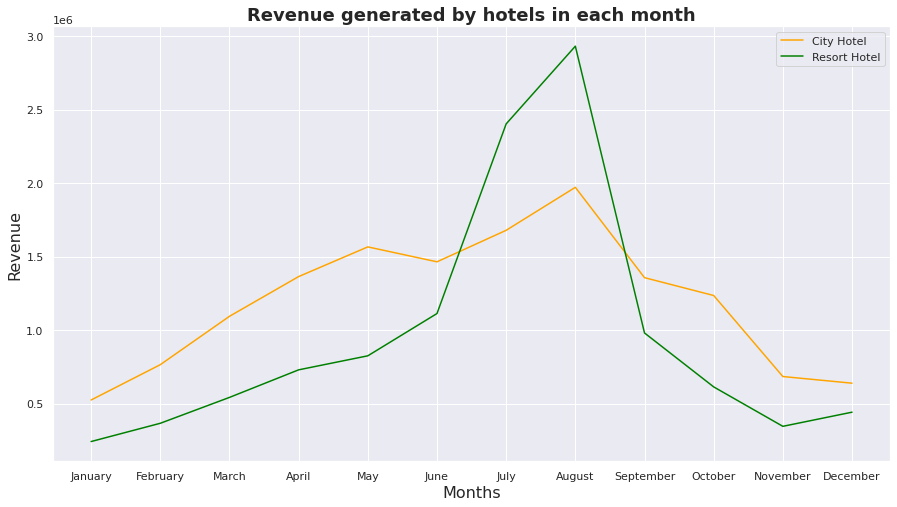 Revenue generated by hotels in each month
1e6
City Hotel
Resort Hotel
3.0
2.5
2.0
1.5
1.0
0.5
Revenue
January February March April May June July August September October November December
Months